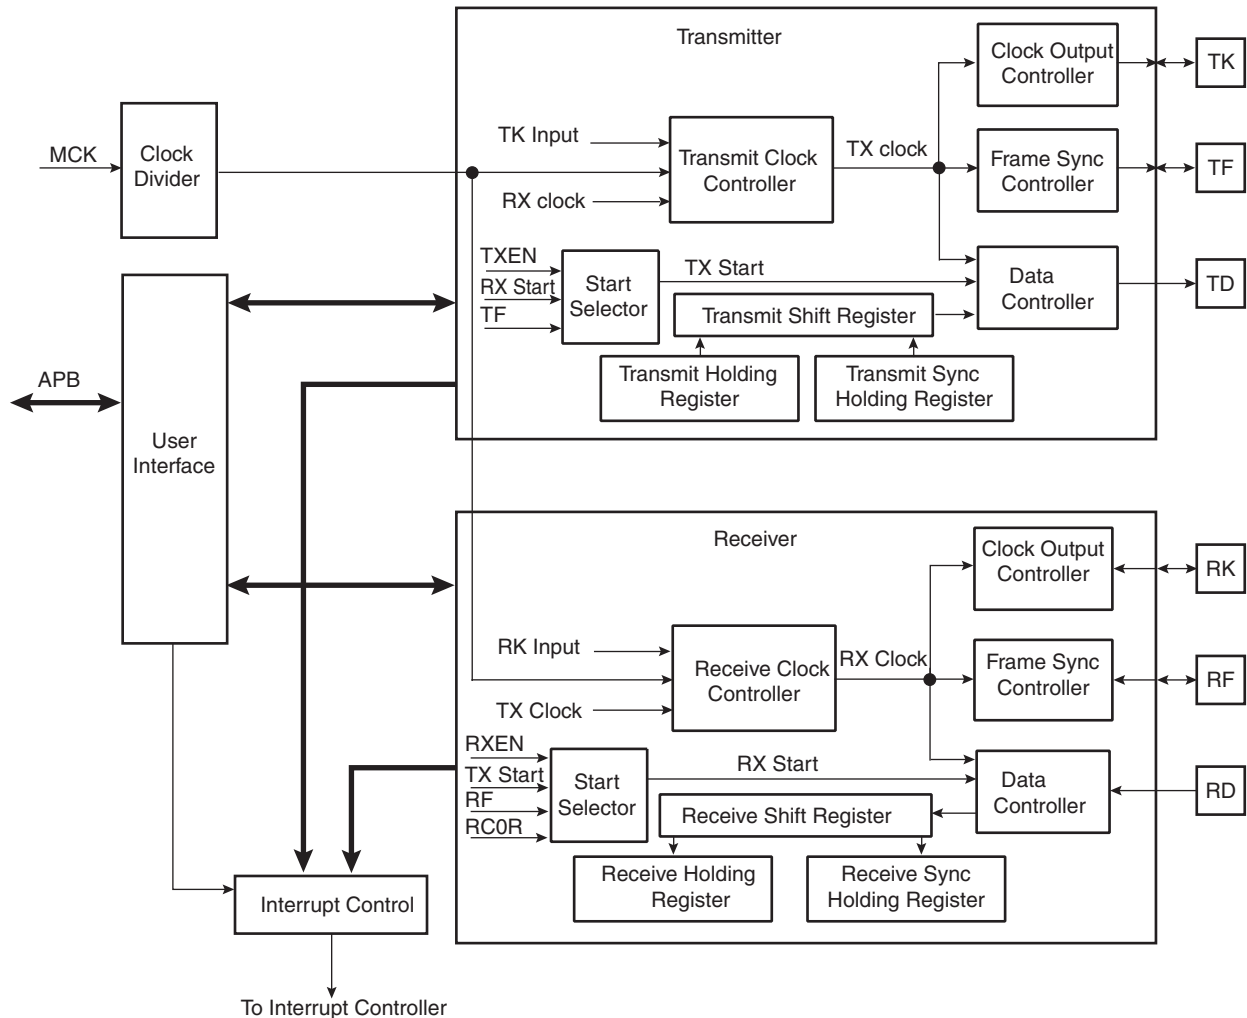 Transmitter
Clock Output
Controller
TK
MCK
Clock
Divider
TK Input
Transmit Clock
Controller
TX clock
Frame Sync
Controller
TF
RX clock
TXEN
RX Start
TF
Start
Selector
TX Start
Data
Controller
TD
Transmit Shift Register
Transmit Holding
Register
Transmit Sync
Holding Register
APB
User
Interface
Receiver
Clock Output
Controller
RK
RK Input
Receive Clock
Controller
RX Clock
Frame Sync
Controller
RF
TX Clock
RXEN
TX Start
RF
RC0R
Start
Selector
RX Start
Data
Controller
RD
Receive Shift Register
Receive Holding
Register
Receive Sync
Holding Register
Interrupt Control
To Interrupt Controller